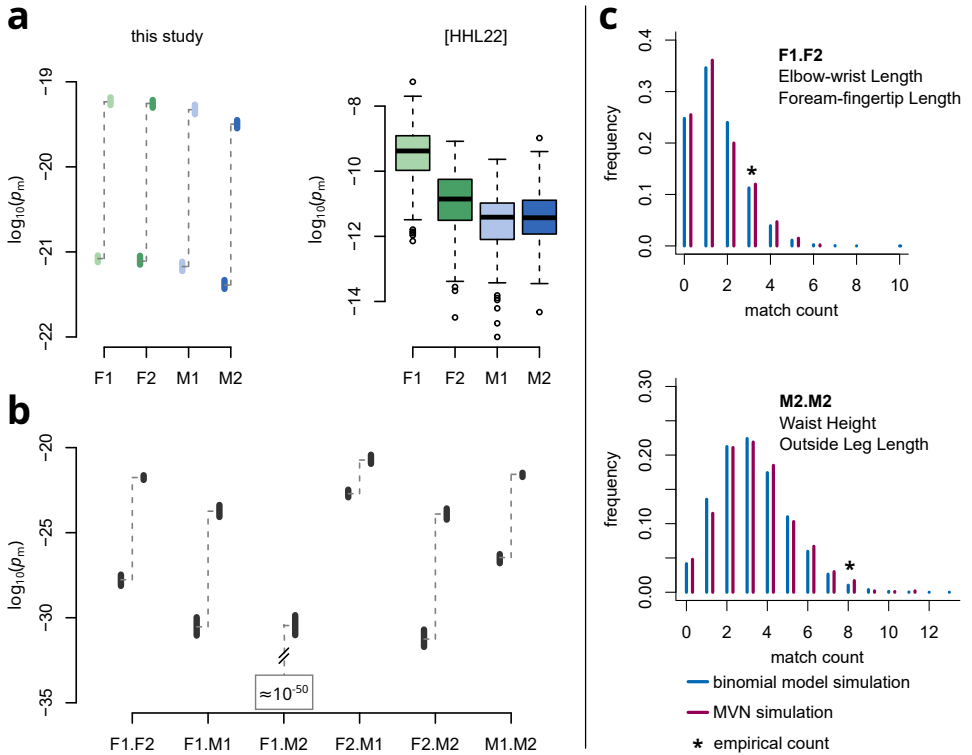 a
this study
[HHL22]
log₁₀(pₘ)
−19
−20
−21
−22
F1 F2 M1 M2
log₁₀(pₘ)
−8
−10
−12
−14
F1 F2 M1 M2
b
log₁₀(pₘ)
−20
−25
−30
−35
≈10⁻⁵⁰
F1.F2 F1.M1 F1.M2 F2.M1 F2.M2 M1.M2
c
F1.F2
Elbow-wrist Length
Foream-fingertip Length
frequency
0.4
0.3
0.2
0.1
0.0
*
0 2 4 6 8 10
match count
M2.M2
Waist Height
Outside Leg Length
frequency
0.30
0.20
0.10
0.00
*
0 2 4 6 8 10 12
match count
binomial model simulation
MVN simulation
* empirical count